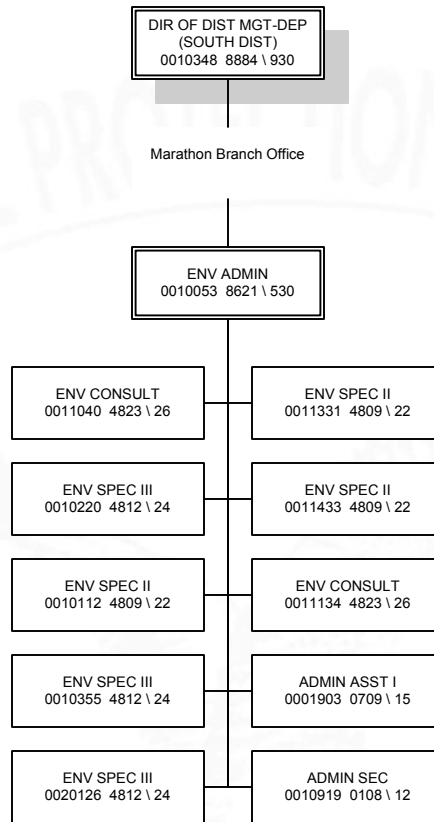 DIR OF DIST MGT-DEP
(SOUTH DIST)
0010348 8884 \ 930
Marathon Branch Office
ENV ADMIN
0010053 8621 \ 530
ENV CONSULT
0011040 4823 \ 26
ENV SPEC II
0011331 4809 \ 22
ENV SPEC III
0010220 4812 \ 24
ENV SPEC II
0011433 4809 \ 22
ENV SPEC II
0010112 4809 \ 22
ENV CONSULT
0011134 4823 \ 26
ENV SPEC III
0010355 4812 \ 24
ADMIN ASST I
0001903 0709 \ 15
ENV SPEC III
0020126 4812 \ 24
ADMIN SEC
0010919 0108 \ 12